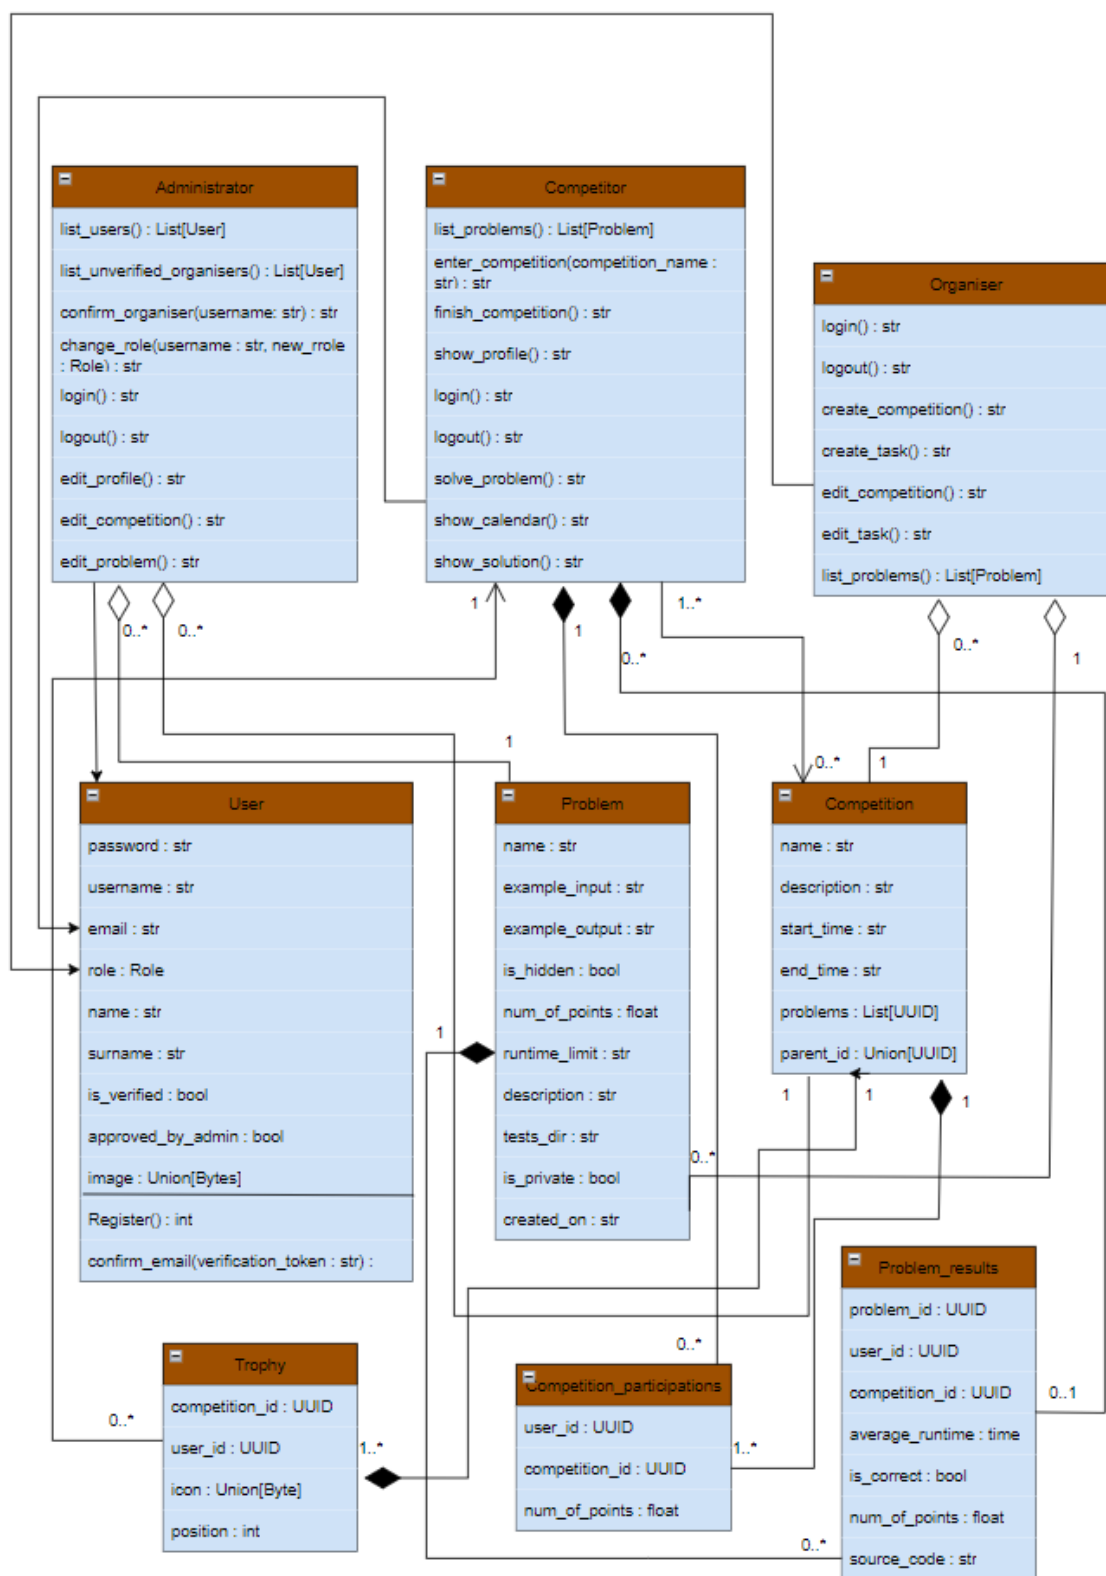 Administrator
list_users() : List[User]
list_unverified_organisers() : List[User]
confirm_organiser(username: str) : str
change_role(username : str, new_rrole
: Role) : str
login() : str
logout() : str
edit_profile() : str
edit_competition() : str
edit_problem() : str
Competitor
list_problems() : List[Problem]
enter_competition(competition_name :
str) : str
finish_competition() : str
show_profile() : str
login() : str
logout() : str
solve_problem() : str
show_calendar() : str
show_solution() : str
Organiser
login() : str
logout() : str
create_competition() : str
create_task() : str
edit_competition() : str
edit_task() : str
list_problems() : List[Problem]
0..*
0..*
1
1
0..*
1..*
0..*
1
1
0..*
1
User
password : str
username : str
email : str
role : Role
name : str
surname : str
is_verified : bool
approved_by_admin : bool
image : Union[Bytes]
Register() : int
confirm_email(verification_token : str) :
Problem
name : str
example_input : str
example_output : str
is_hidden : bool
num_of_points : float
runtime_limit : str
description : str
tests_dir : str
is_private : bool
created_on : str
Competition
name : str
description : str
start_time : str
end_time : str
problems : List[UUID]
parent_id : Union[UUID]
1
1
1
1
0..*
Trophy
competition_id : UUID
user_id : UUID
icon : Union[Byte]
position : int
0..*
1..*
0..*
Competition_participations
user_id : UUID
competition_id : UUID
num_of_points : float
1..*
Problem_results
problem_id : UUID
user_id : UUID
competition_id : UUID
average_runtime : time
is_correct : bool
num_of_points : float
source_code : str
0..1
0..*